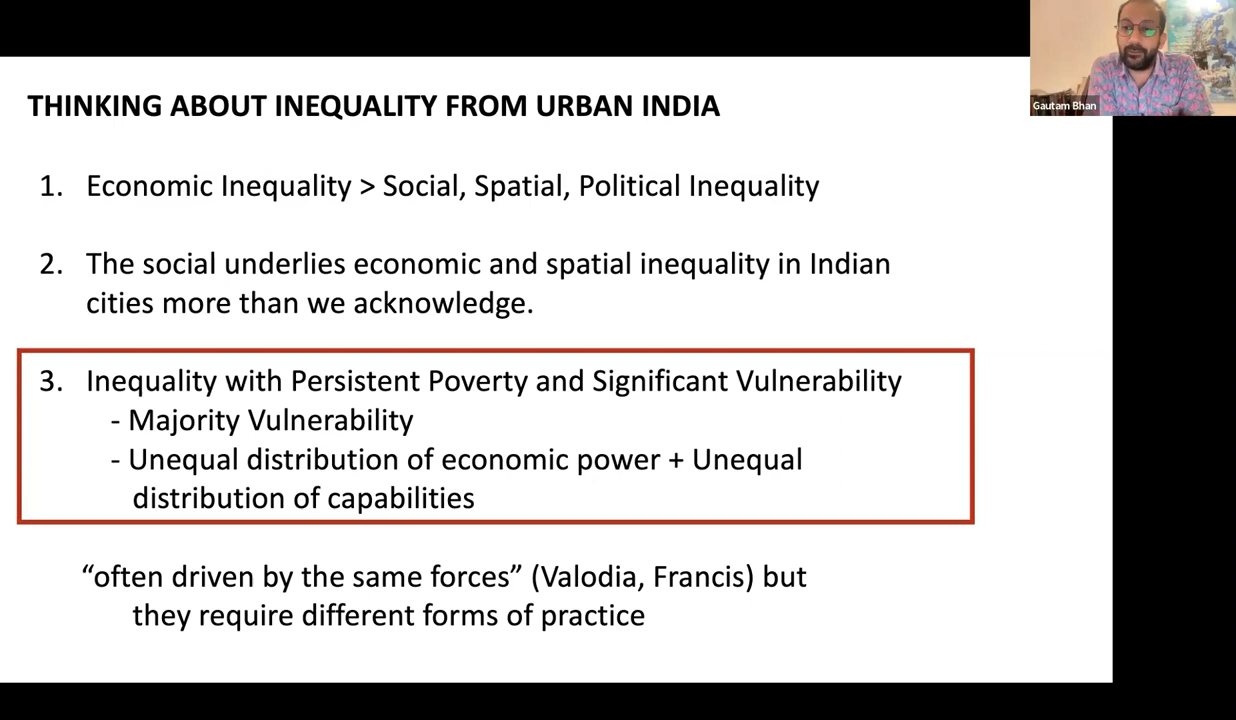 THINKING ABOUT INEQUALITY FROM URBAN INDIA
Gautam Bhan
1. Economic Inequality > Social, Spatial, Political Inequality
2. The social underlies economic and spatial inequality in Indian
cities more than we acknowledge.
3. Inequality with Persistent Poverty and Significant Vulnerability
- Majority Vulnerability
- Unequal distribution of economic power + Unequal
distribution of capabilities
“often driven by the same forces” (Valodia, Francis) but
they require different forms of practice